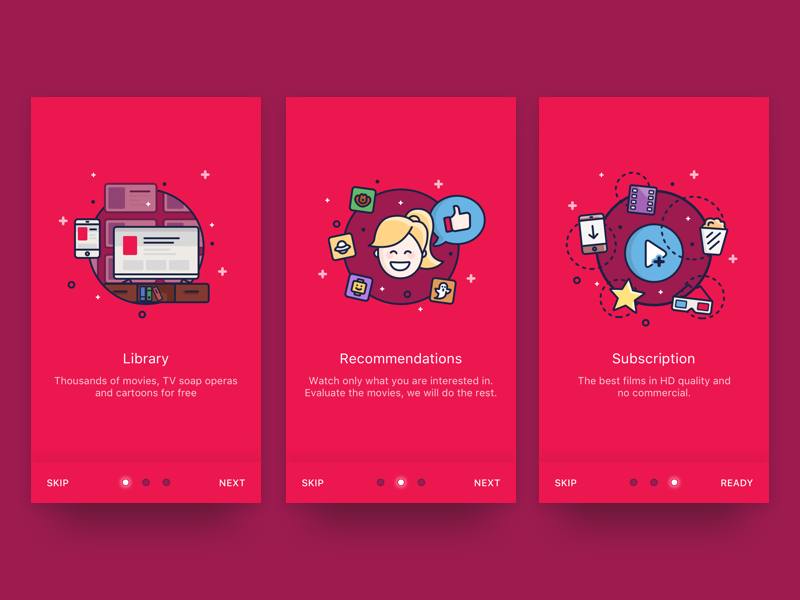 Library
Thousands of movies, TV soap operas
and cartoons for free
SKIP
NEXT
Recommendations
Watch only what you are interested in.
Evaluate the movies, we will do the rest.
SKIP
NEXT
Subscription
The best films in HD quality and
no commercial.
SKIP
READY